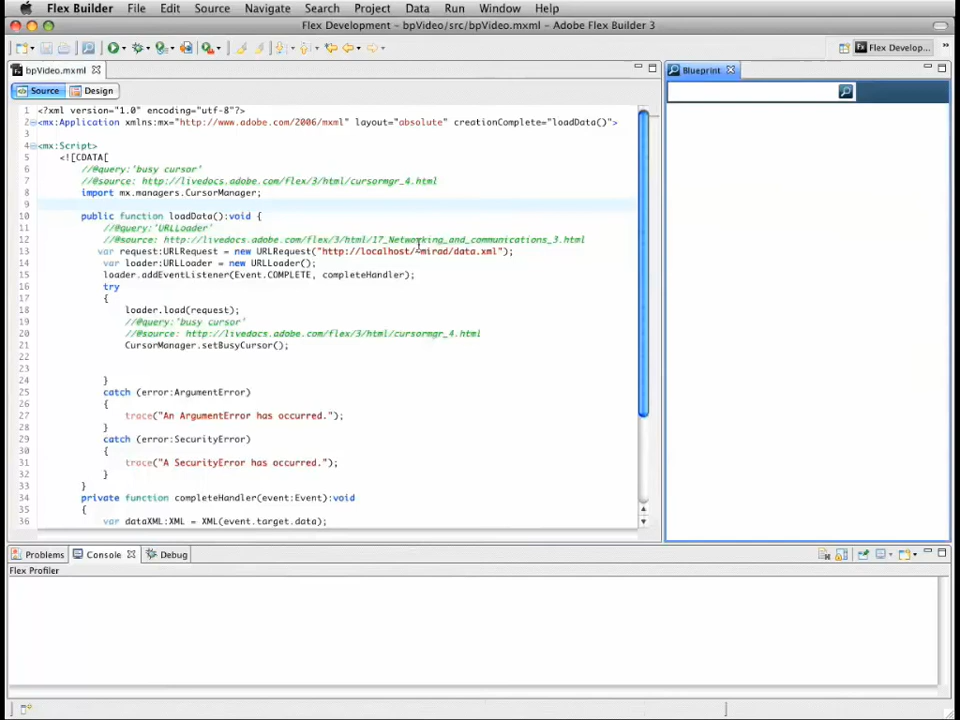 Flex Builder File Edit Source Navigate Search Project Data Run Window Help
Flex Development - bpVideo/src/bpVideo.mxml - Adobe Flex Builder 3
Flex Develop...
bpVideo.mxml
Blueprint
Source Design
1 <?xml version="1.0" encoding="utf-8"?>
2 <mx:Application xmlns:mx="http://www.adobe.com/2006/mxml" layout="absolute" creationComplete="loadData()">
3
4 <mx:Script>
5 <![CDATA[
6 //@query:'busy cursor'
7 //@source: http://livedocs.adobe.com/flex/3/html/cursormgr_4.html
8 import mx.managers.CursorManager;
9
10 public function loadData():void {
11 //@query:'URLLoader'
12 //@source: http://livedocs.adobe.com/flex/3/html/17_Networking_and_communications_3.html
13 var request:URLRequest = new URLRequest("http://localhost/~mirad/data.xml");
14 var loader:URLLoader = new URLLoader();
15 loader.addEventListener(Event.COMPLETE, completeHandler);
16 try
17 {
18 loader.load(request);
19 //@query:'busy cursor'
20 //@source: http://livedocs.adobe.com/flex/3/html/cursormgr_4.html
21 CursorManager.setBusyCursor();
22
23
24 }
25 catch (error:ArgumentError)
26 {
27 trace("An ArgumentError has occurred.");
28 }
29 catch (error:SecurityError)
30 {
31 trace("A SecurityError has occurred.");
32 }
33 }
34 private function completeHandler(event:Event):void
35 {
36 var dataXML:XML = XML(event.target.data);
Problems Console Debug
Flex Profiler